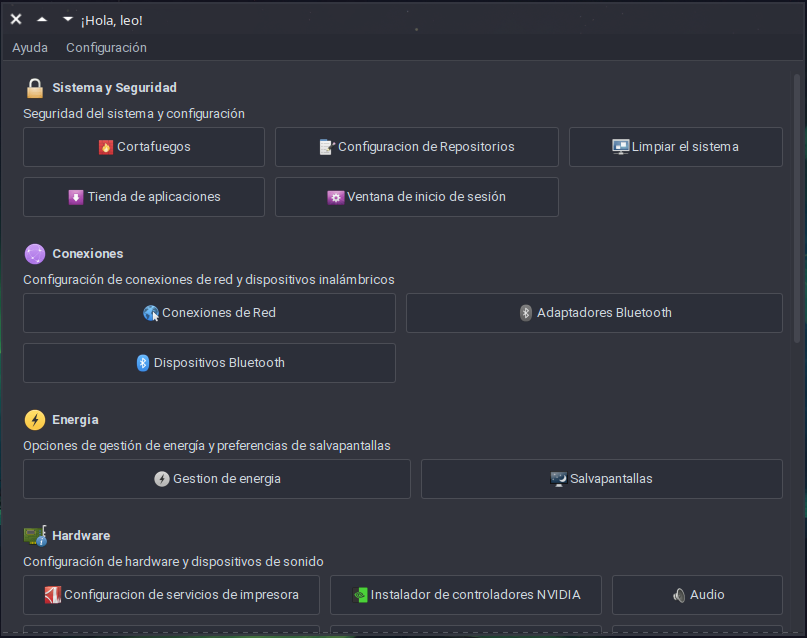 ¡Hola, leo!
Ayuda Configuración
Sistema y Seguridad
Seguridad del sistema y configuración
Cortafuegos Configuracion de Repositorios Limpiar el sistema
Tienda de aplicaciones Ventana de inicio de sesión
Conexiones
Configuración de conexiones de red y dispositivos inalámbricos
Conexiones de Red Adaptadores Bluetooth
Dispositivos Bluetooth
Energia
Opciones de gestión de energía y preferencias de salvapantallas
Gestion de energia Salvapantallas
Hardware
Configuración de hardware y dispositivos de sonido
Configuracion de servicios de impresora Instalador de controladores NVIDIA Audio